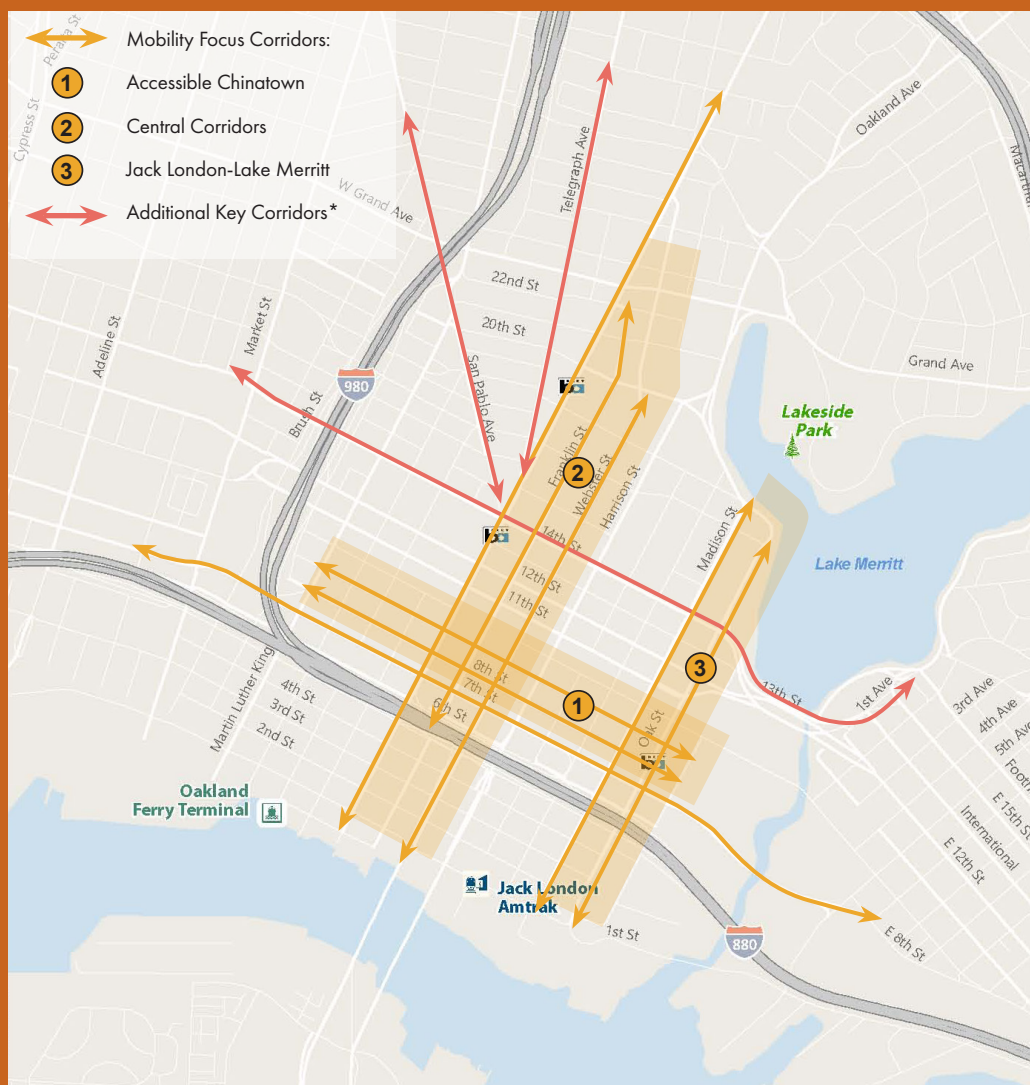 Mobility Focus Corridors:
1
Accessible Chinatown
2
Central Corridors
3
Jack London-Lake Merritt
Additional Key Corridors*
Peralta St
Cypress St
W Grand Ave
Telegraph Ave
Oakland Ave
Adeline St
Market St
Brush St
980
22nd St
20th St
San Pablo Ave
Grand Ave
Lakeside
Park
Franklin St
2
Webster St
Harrison St
Madison St
14th St
12th St
11th St
Lake Merritt
8th St
7th St
6th St
1
3
13th St
1st Ave
3rd Ave
4th Ave
5th Ave
Martin Luther King
4th St
3rd St
2nd St
Oak St
E 15th St
International
E 12th St
Oakland
Ferry Terminal
Jack London
Amtrak
1st St
880
E 8th St